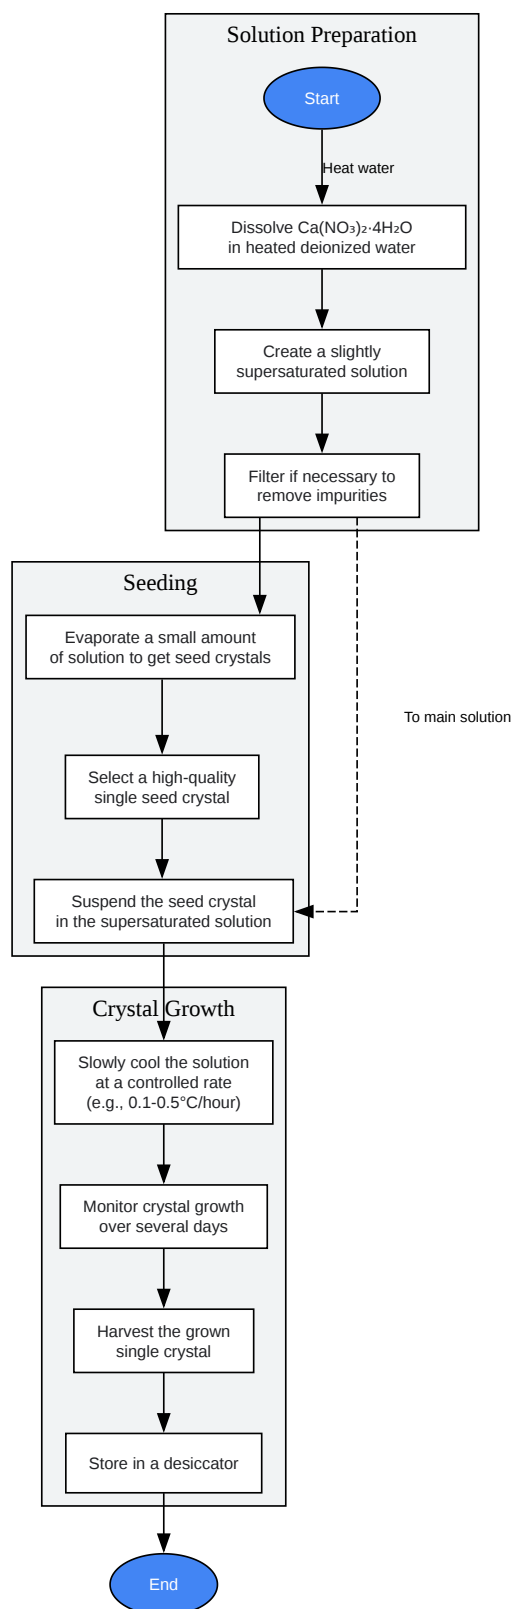 Solution Preparation
Start
Heat water
Dissolve Ca(NO₃)₂·4H₂O
in heated deionized water
Create a slightly
supersaturated solution
Filter if necessary to
remove impurities
Seeding
Evaporate a small amount
of solution to get seed crystals
To main solution
Select a high-quality
single seed crystal
Suspend the seed crystal
in the supersaturated solution
Crystal Growth
Slowly cool the solution
at a controlled rate
(e.g., 0.1-0.5°C/hour)
Monitor crystal growth
over several days
Harvest the grown
single crystal
Store in a desiccator
End